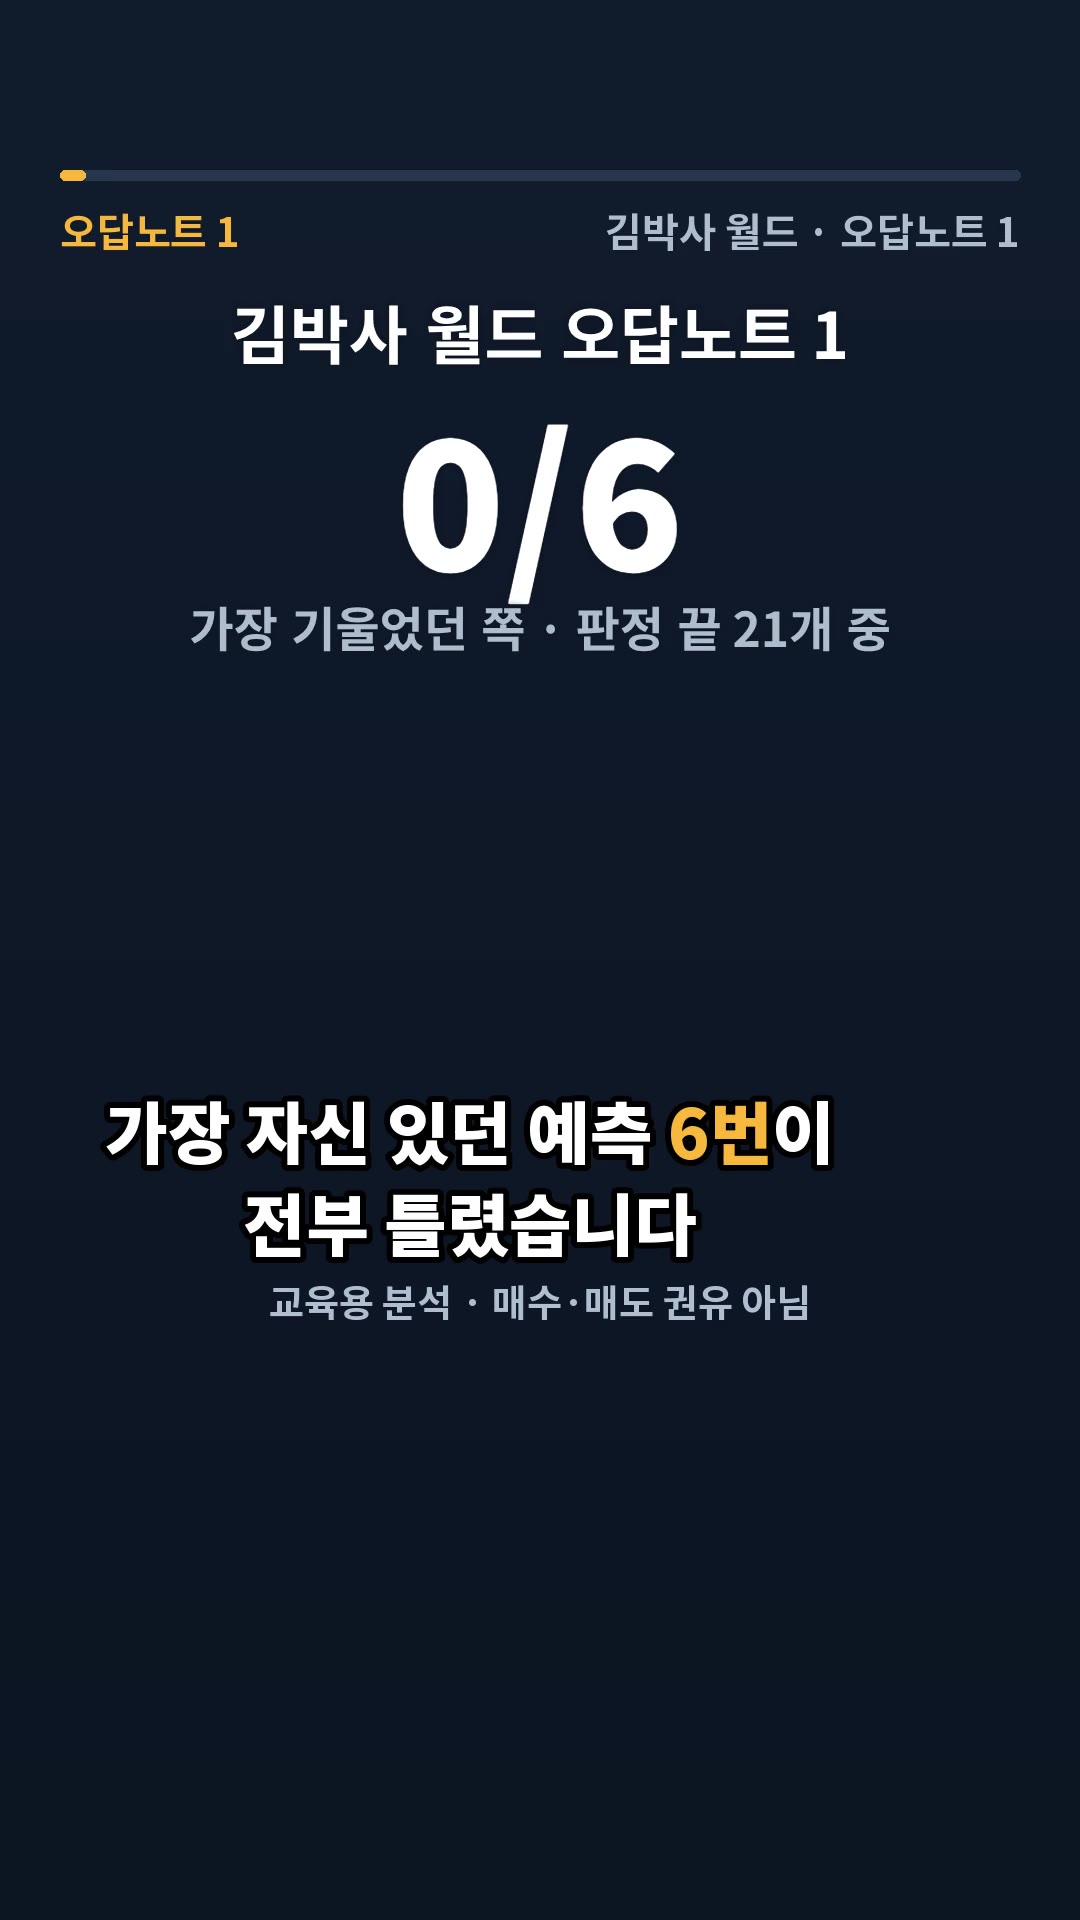 오답노트 1
김박사 월드 · 오답노트 1
김박사 월드 오답노트 1
0/6
가장 기울었던 쪽 · 판정 끝 21개 중
가장 자신 있던 예측 6번이
전부 틀렸습니다
교육용 분석 · 매수·매도 권유 아님